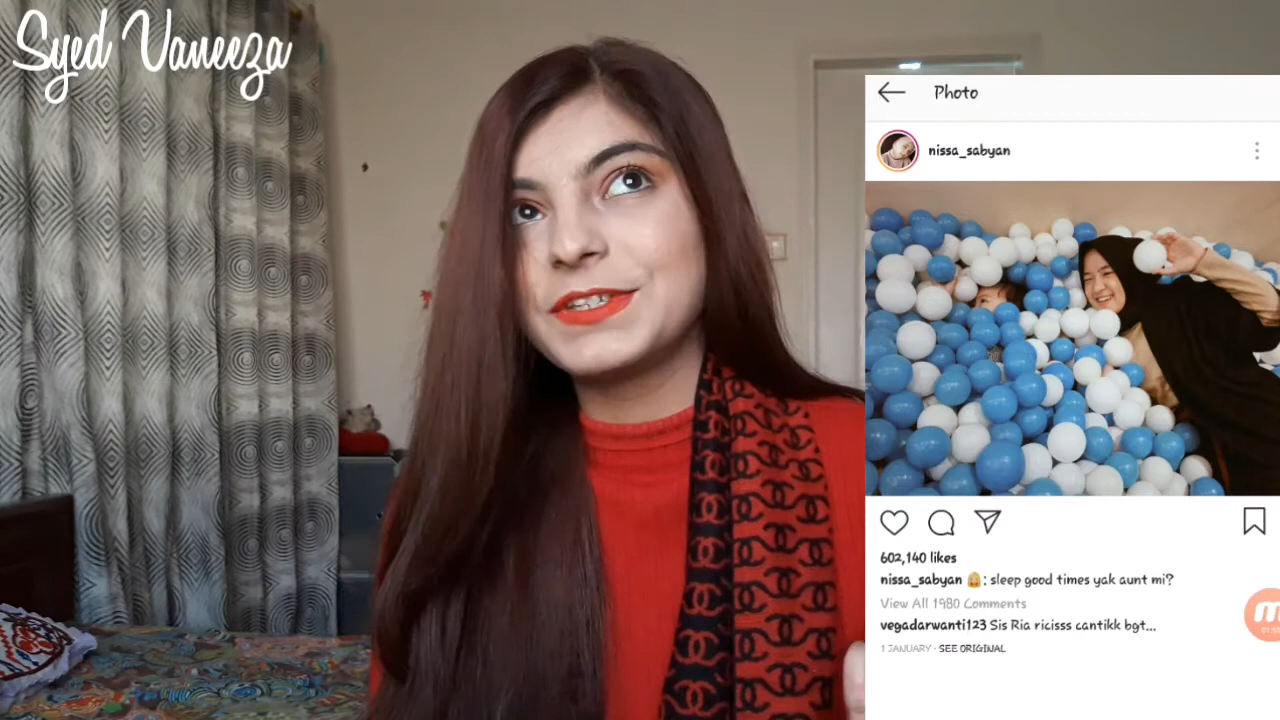 Syed Vaneeza
Photo
nissa_sabyan
602,140 likes
nissa_sabyan 👩🏼: sleep good times yak aunt mi?
View All 1980 Comments
vegadarwanti123 Sis Ria ricisss cantikk bgt...
1 JANUARY · SEE ORIGINAL